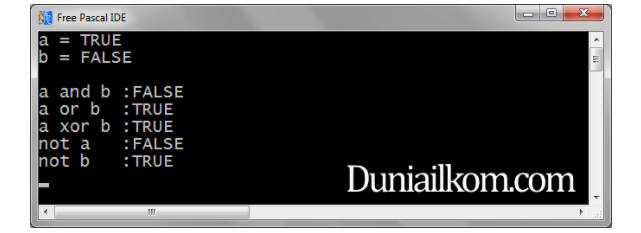 Free Pascal IDE
a = TRUE
b = FALSE
a and b :FALSE
a or b :TRUE
a xor b :TRUE
not a :FALSE
not b :TRUE
Duniailkom.com